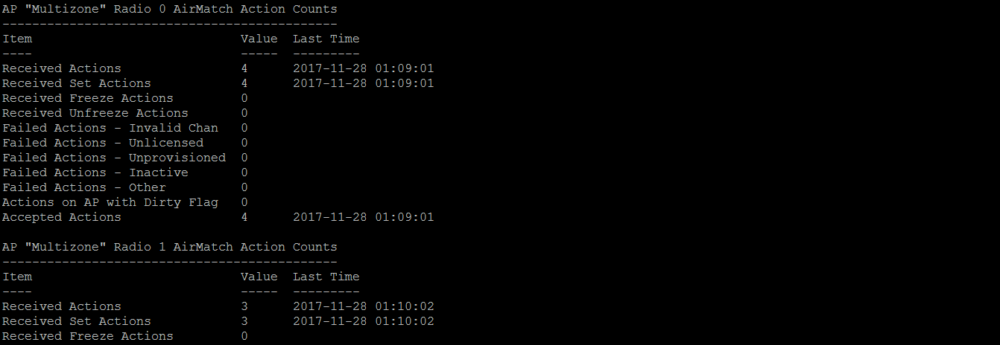 AP "Multizone" Radio 0 AirMatch Action Counts
---------------------------------------------
Item                            Value  Last Time
----                            -----  ---------
Received Actions                4      2017-11-28 01:09:01
Received Set Actions            4      2017-11-28 01:09:01
Received Freeze Actions         0
Received Unfreeze Actions       0
Failed Actions - Invalid Chan   0
Failed Actions - Unlicensed     0
Failed Actions - Unprovisioned  0
Failed Actions - Inactive       0
Failed Actions - Other          0
Actions on AP with Dirty Flag   0
Accepted Actions                4      2017-11-28 01:09:01

AP "Multizone" Radio 1 AirMatch Action Counts
---------------------------------------------
Item                            Value  Last Time
----                            -----  ---------
Received Actions                3      2017-11-28 01:10:02
Received Set Actions            3      2017-11-28 01:10:02
Received Freeze Actions         0